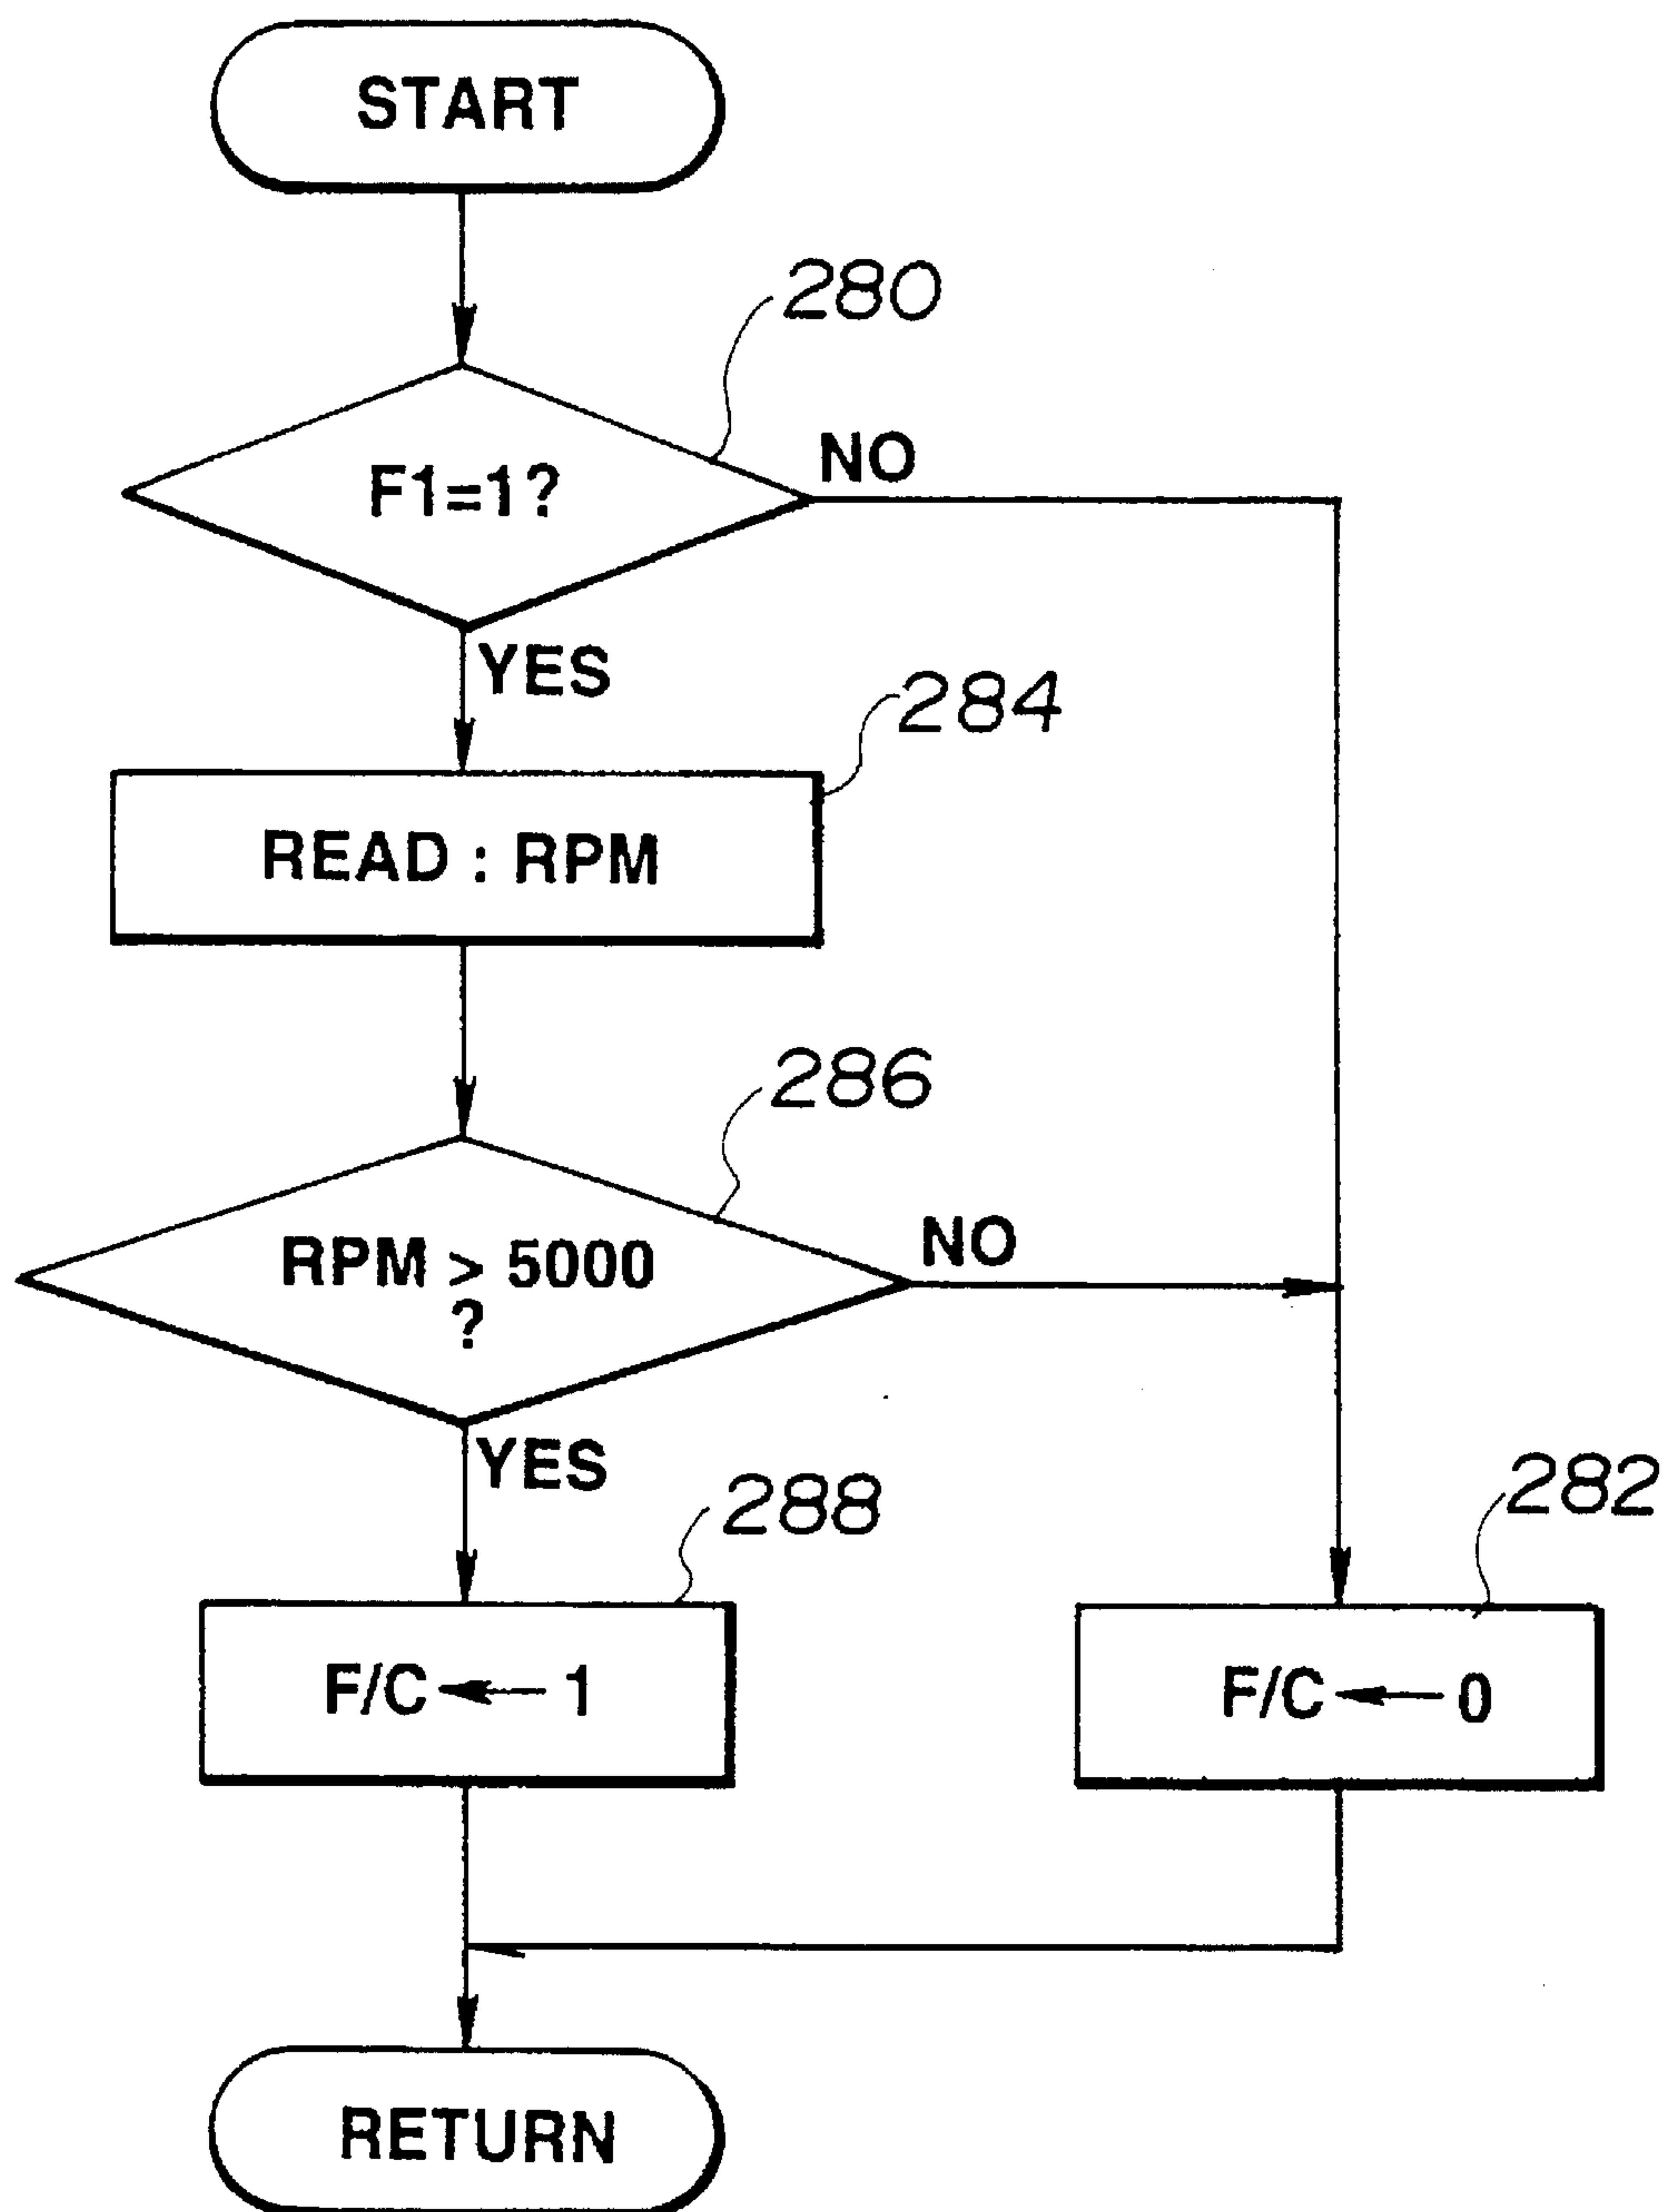 START
280
F1=1?
NO
YES
284
READ : RPM
286
RPM > 5000
?
NO
YES
288
282
F/C ← 1
F/C ← 0
RETURN